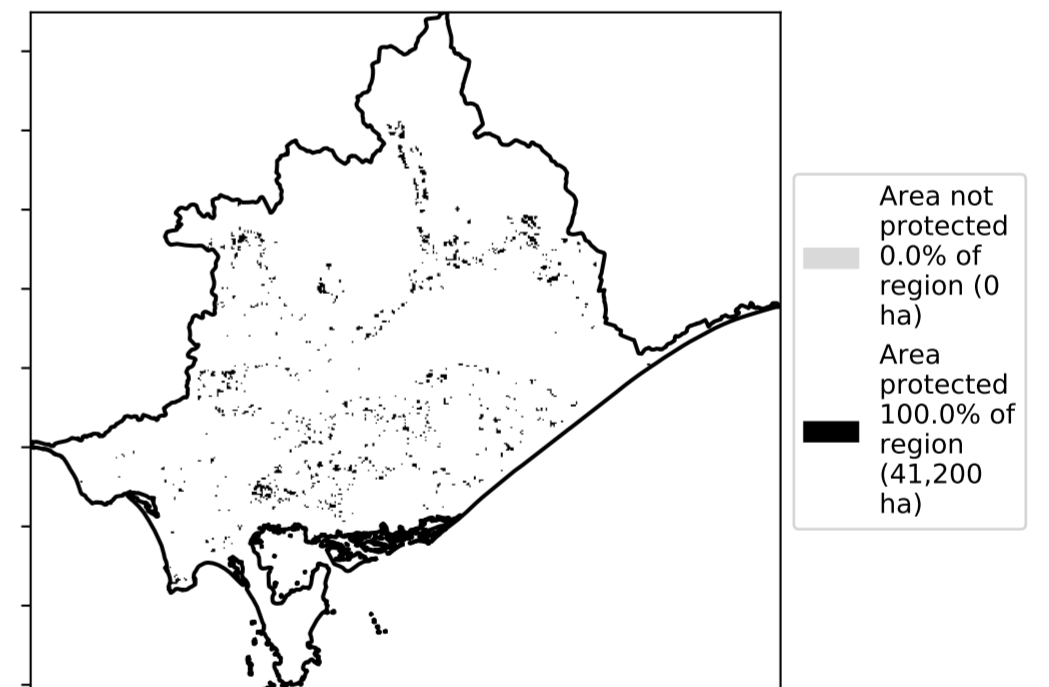 Area not
protected
0.0% of
region (0
ha)
Area
protected
100.0% of
region
(41,200
ha)